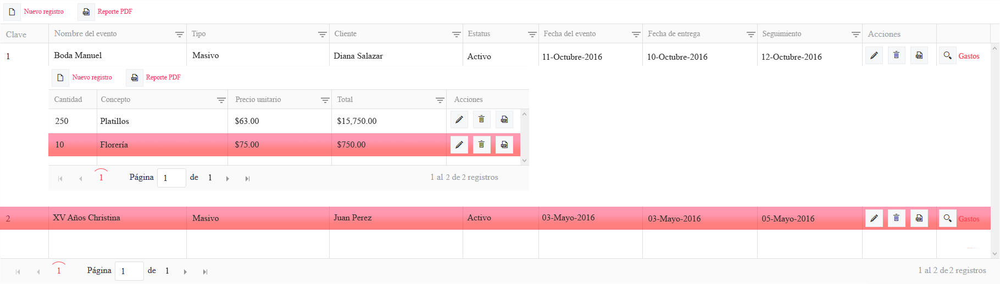 Nuevo registro Reporte PDF
Clave Nombre del evento Tipo Cliente Estatus Fecha del evento Fecha de entrega Seguimiento Acciones
1 Boda Manuel Masivo Diana Salazar Activo 11-Octubre-2016 10-Octubre-2016 12-Octubre-2016 Gastos
Nuevo registro Reporte PDF
Cantidad Concepto Precio unitario Total Acciones
250 Platillos $63.00 $15,750.00
10 Florería $75.00 $750.00
1 Página 1 de 1 1 al 2 de 2 registros
2 XV Años Christina Masivo Juan Perez Activo 03-Mayo-2016 03-Mayo-2016 05-Mayo-2016 Gastos
1 Página 1 de 1 1 al 2 de 2 registros